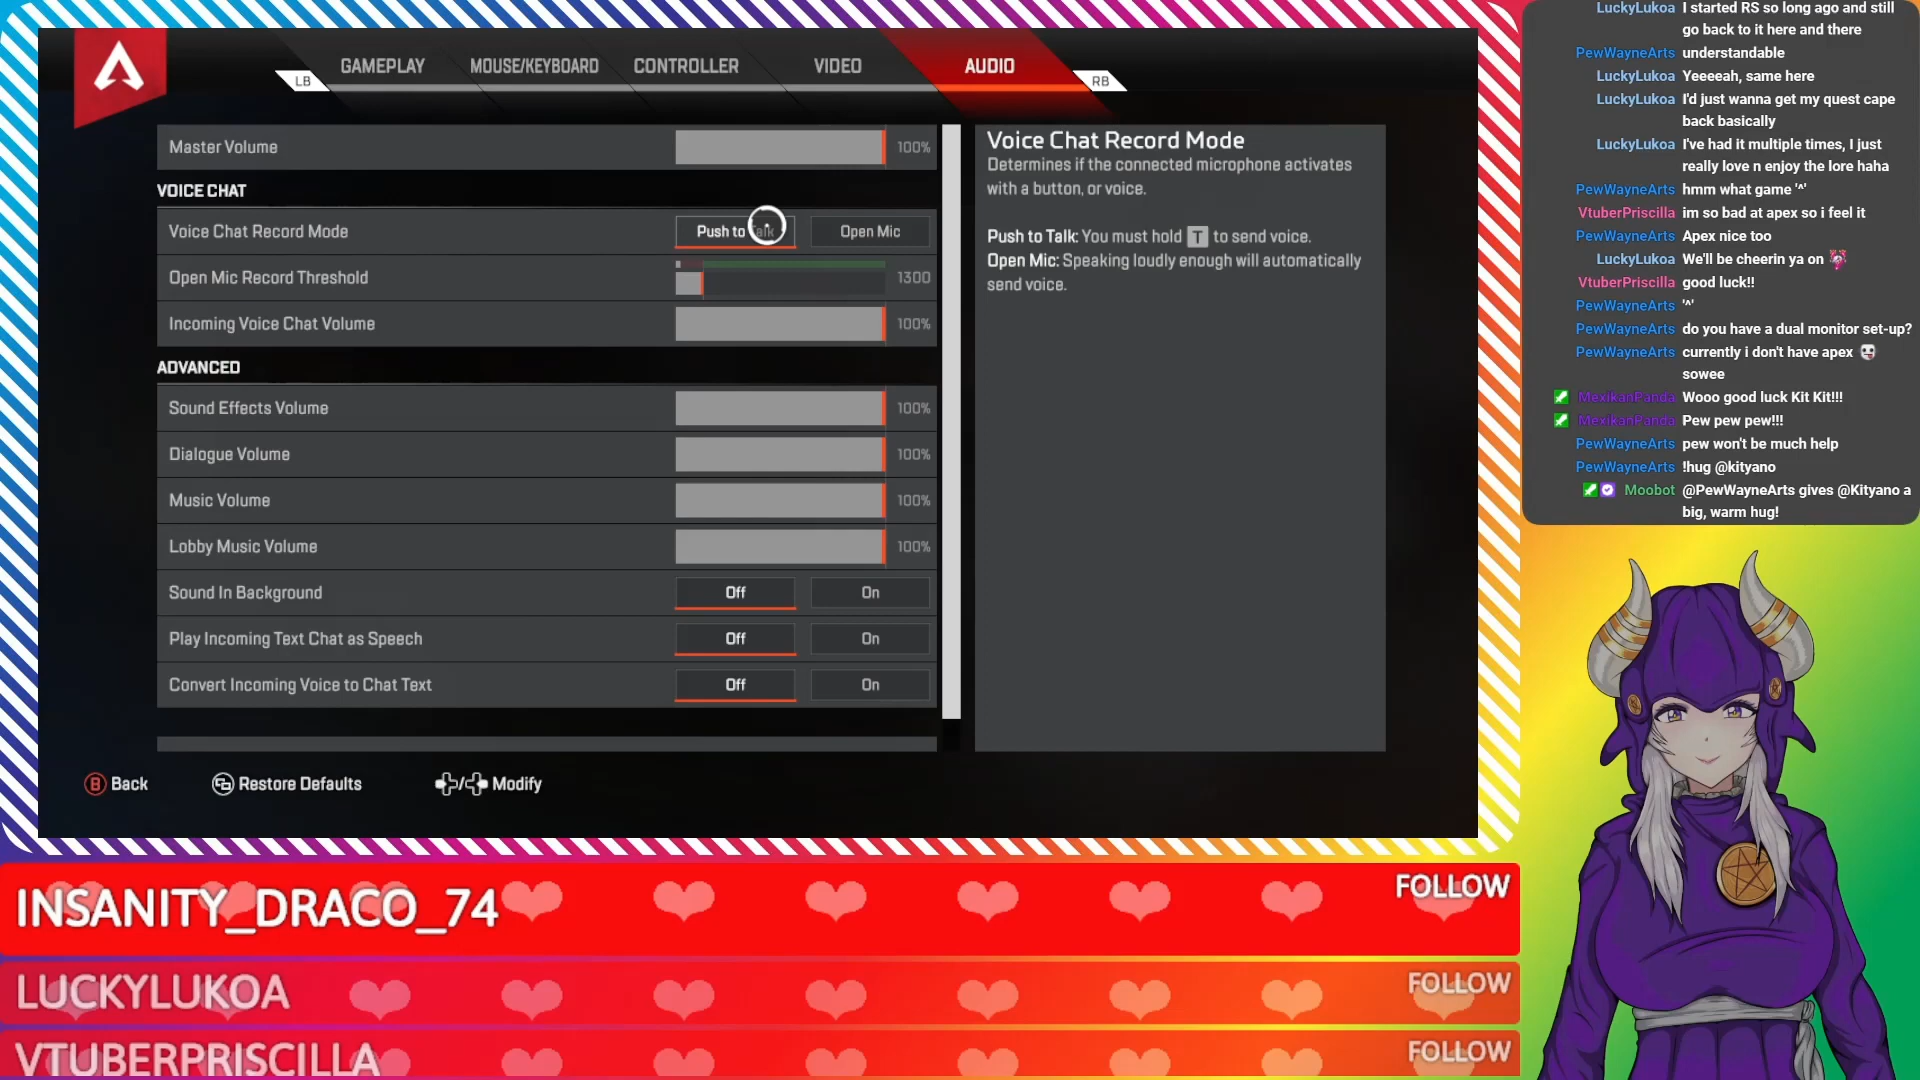 LB
GAMEPLAY
MOUSE/KEYBOARD
CONTROLLER
VIDEO
AUDIO
RB
Master Volume
100%
VOICE CHAT
Voice Chat Record Mode
Push to Talk
Open Mic
Open Mic Record Threshold
1300
Incoming Voice Chat Volume
100%
ADVANCED
Sound Effects Volume
100%
Dialogue Volume
100%
Music Volume
100%
Lobby Music Volume
100%
Sound In Background
Off
On
Play Incoming Text Chat as Speech
Off
On
Convert Incoming Voice to Chat Text
Off
On
Voice Chat Record Mode
Determines if the connected microphone activates
with a button, or voice.
Push to Talk: You must hold T to send voice.
Open Mic: Speaking loudly enough will automatically
send voice.
B Back
Restore Defaults
/ Modify
LuckyLukoa I started RS so long ago and still
go back to it here and there
PewWayneArts understandable
LuckyLukoa Yeeeeah, same here
LuckyLukoa I'd just wanna get my quest cape
back basically
LuckyLukoa I've had it multiple times, I just
really love n enjoy the lore haha
PewWayneArts hmm what game '^'
VtuberPriscilla im so bad at apex so i feel it
PewWayneArts Apex nice too
LuckyLukoa We'll be cheerin ya on
VtuberPriscilla good luck!!
PewWayneArts '^'
PewWayneArts do you have a dual monitor set-up?
PewWayneArts currently i don't have apex
sowee
MexikanPanda Wooo good luck Kit Kit!!!
MexikanPanda Pew pew pew!!!
PewWayneArts pew won't be much help
PewWayneArts !hug @kityano
Moobot @PewWayneArts gives @Kityano a
big, warm hug!
INSANITY_DRACO_74
FOLLOW
LUCKYLUKOA
FOLLOW
VTUBERPRISCILLA
FOLLOW